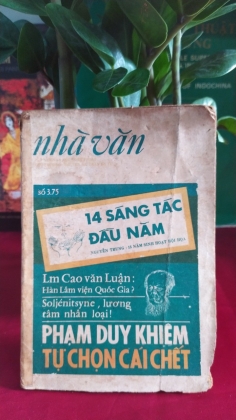 nhà văn
số 3.75
14 SÁNG TÁC
ĐẦU NĂM
Lm Cao văn Luận:
Hàn Lâm viện Quốc Gia?
Soljénitsyne, lương
tâm nhân loại!
PHẠM DUY KHIÊM
TỰ CHỌN CÁI CHẾT
INDOCHINA